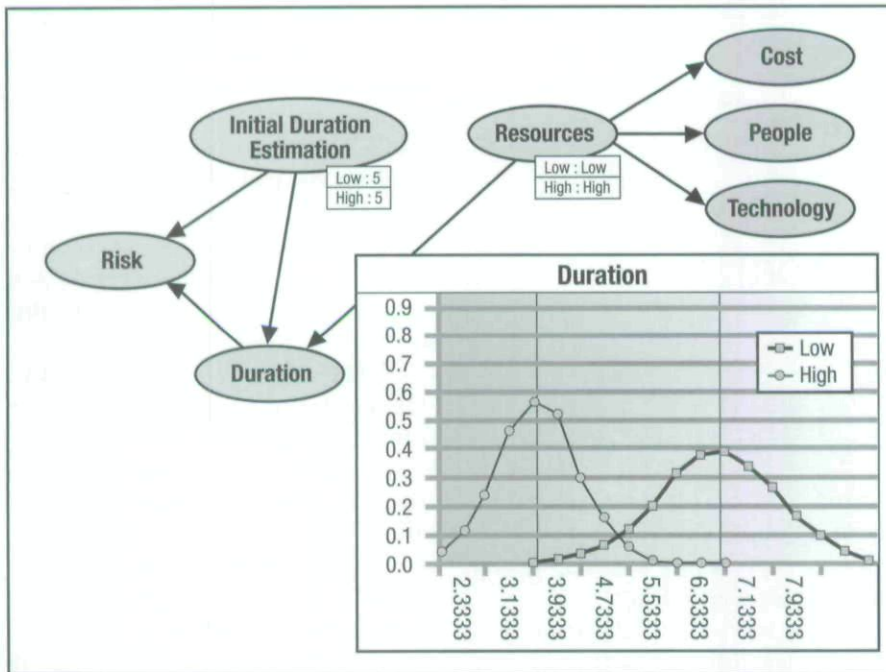 Cost
Initial Duration
Estimation
Low : 5
High : 5
Resources
Low : Low
High : High
People
Technology
Risk
Duration
Duration
0.9
0.8
0.7
0.6
0.5
0.4
0.3
0.2
0.1
0.0
Low
High
2.3333
3.1333
3.9333
4.7333
5.5333
6.3333
7.1333
7.9333